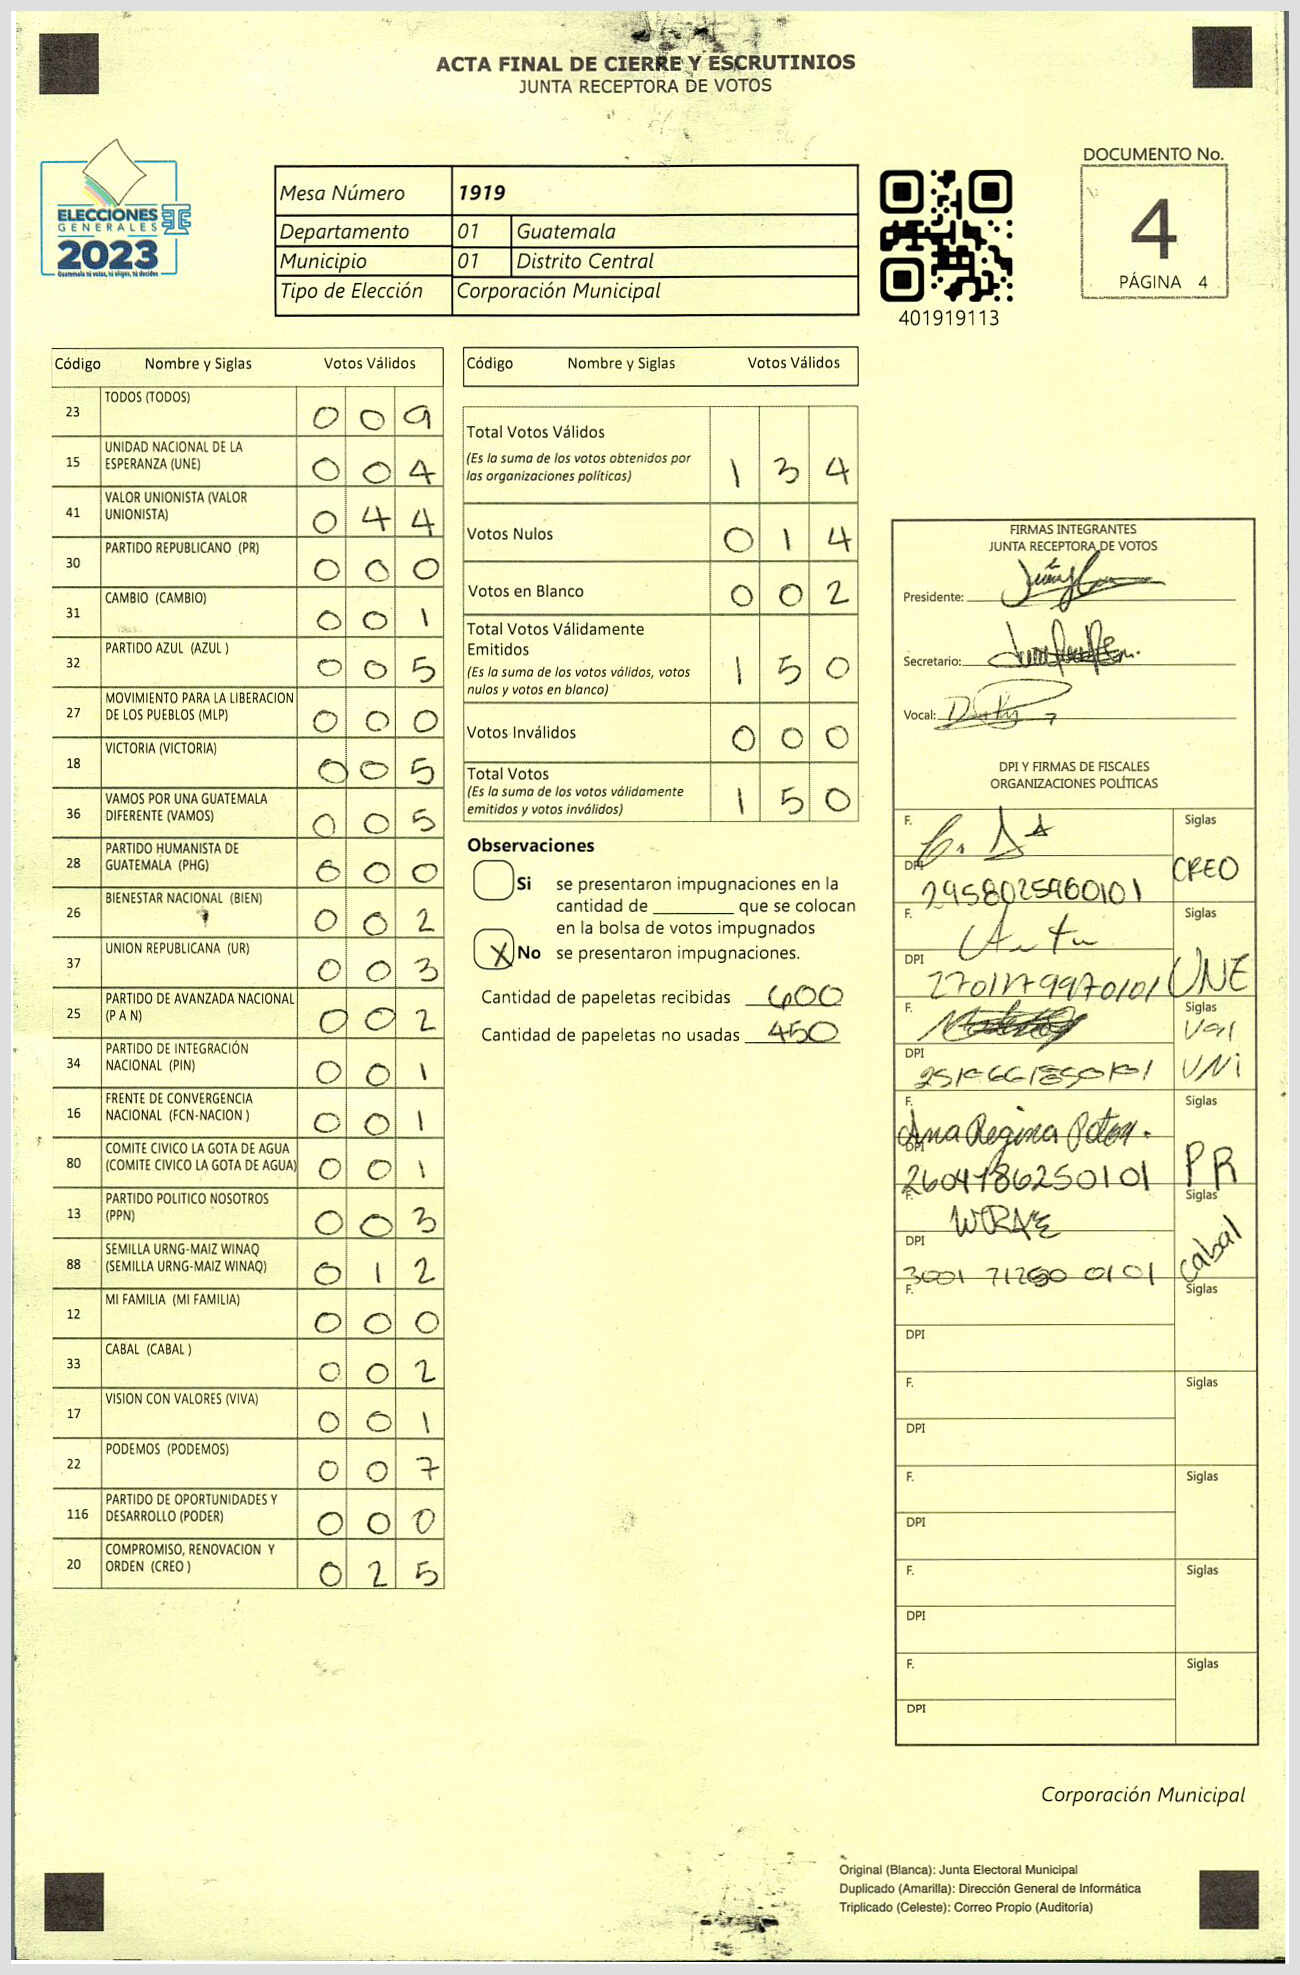 ACTA FINAL DE CIERRE Y ESCRUTINIOS
JUNTA RECEPTORA DE VOTOS
ELECCIONES
GENERALES
2023
Guatemala tú votas, tú eliges, tú decides
Mesa Número 1919
Departamento 01 Guatemala
Municipio 01 Distrito Central
Tipo de Elección Corporación Municipal
401919113
DOCUMENTO No.
4
PÁGINA 4
Código Nombre y Siglas Votos Válidos
23 TODOS (TODOS) 0 0 9
15 UNIDAD NACIONAL DE LA
ESPERANZA (UNE) 0 0 4
41 VALOR UNIONISTA (VALOR
UNIONISTA) 0 4 4
30 PARTIDO REPUBLICANO (PR) 0 0 0
31 CAMBIO (CAMBIO) 0 0 1
32 PARTIDO AZUL (AZUL ) 0 0 5
27 MOVIMIENTO PARA LA LIBERACION
DE LOS PUEBLOS (MLP) 0 0 0
18 VICTORIA (VICTORIA) 0 0 5
36 VAMOS POR UNA GUATEMALA
DIFERENTE (VAMOS) 0 0 5
28 PARTIDO HUMANISTA DE
GUATEMALA (PHG) 0 0 0
26 BIENESTAR NACIONAL (BIEN) 0 0 2
37 UNION REPUBLICANA (UR) 0 0 3
25 PARTIDO DE AVANZADA NACIONAL
(P A N) 0 0 2
34 PARTIDO DE INTEGRACIÓN
NACIONAL (PIN) 0 0 1
16 FRENTE DE CONVERGENCIA
NACIONAL (FCN-NACION ) 0 0 1
80 COMITE CIVICO LA GOTA DE AGUA
(COMITE CIVICO LA GOTA DE AGUA) 0 0 1
13 PARTIDO POLITICO NOSOTROS
(PPN) 0 0 3
88 SEMILLA URNG-MAIZ WINAQ
(SEMILLA URNG-MAIZ WINAQ) 0 1 2
12 MI FAMILIA (MI FAMILIA) 0 0 0
33 CABAL (CABAL ) 0 0 2
17 VISION CON VALORES (VIVA) 0 0 1
22 PODEMOS (PODEMOS) 0 0 7
116 PARTIDO DE OPORTUNIDADES Y
DESARROLLO (PODER) 0 0 0
20 COMPROMISO, RENOVACION Y
ORDEN (CREO ) 0 2 5
Código Nombre y Siglas Votos Válidos
Total Votos Válidos
(Es la suma de los votos obtenidos por
las organizaciones políticas) 1 3 4
Votos Nulos 0 1 4
Votos en Blanco 0 0 2
Total Votos Válidamente
Emitidos
(Es la suma de los votos válidos, votos
nulos y votos en blanco) 1 5 0
Votos Inválidos 0 0 0
Total Votos
(Es la suma de los votos válidamente
emitidos y votos inválidos) 1 5 0
Observaciones
Si se presentaron impugnaciones en la
cantidad de _________ que se colocan
en la bolsa de votos impugnados
X No se presentaron impugnaciones.
Cantidad de papeletas recibidas 600
Cantidad de papeletas no usadas 450
FIRMAS INTEGRANTES
JUNTA RECEPTORA DE VOTOS
Presidente:
Secretario:
Vocal:
DPI Y FIRMAS DE FISCALES
ORGANIZACIONES POLÍTICAS
F. Siglas
DPI 2958025960101 CREO
F. Siglas
DPI UNE
F. Siglas
Val
DPI UNi
F. Siglas
Ana Regina
DPI
2604786250101 PR
F. Siglas
DPI
3001 71250 0101 cabal
F. Siglas
DPI
F. Siglas
DPI
F. Siglas
DPI
F. Siglas
DPI
F. Siglas
DPI
Corporación Municipal
Original (Blanca): Junta Electoral Municipal
Duplicado (Amarilla): Dirección General de Informática
Triplicado (Celeste): Correo Propio (Auditoría)